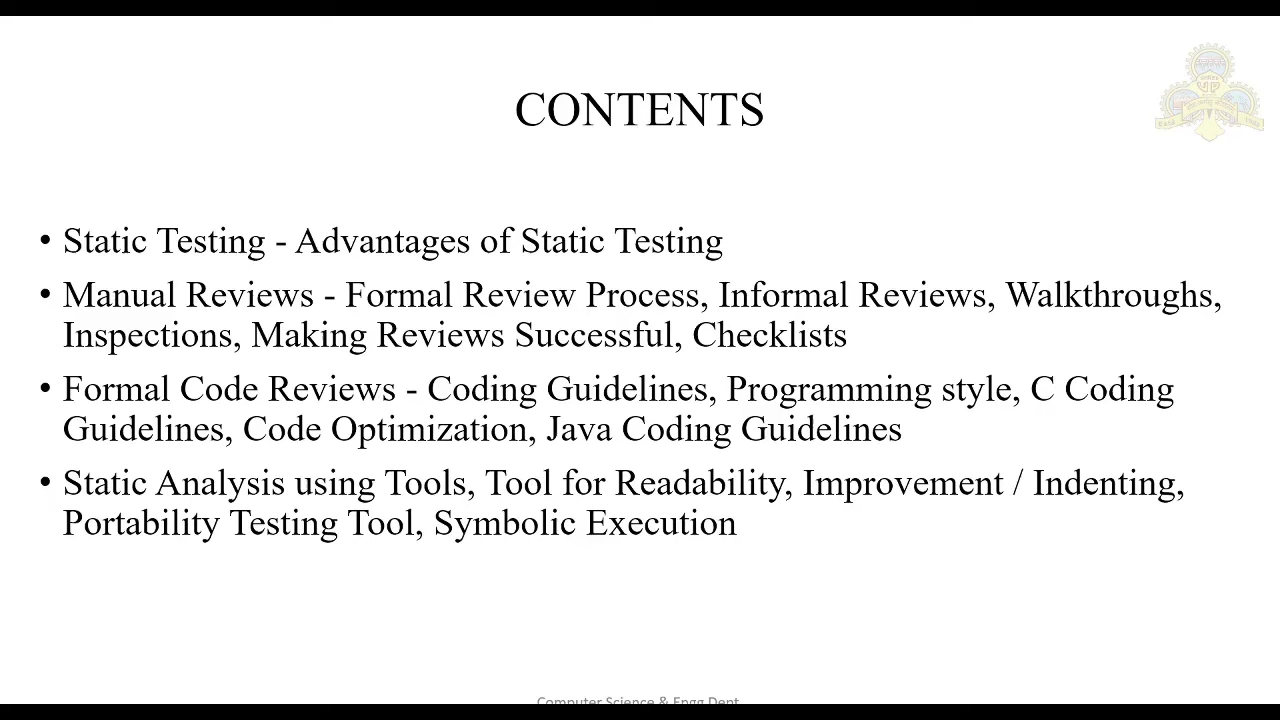 CONTENTS
• Static Testing - Advantages of Static Testing
• Manual Reviews - Formal Review Process, Informal Reviews, Walkthroughs,
Inspections, Making Reviews Successful, Checklists
• Formal Code Reviews - Coding Guidelines, Programming style, C Coding
Guidelines, Code Optimization, Java Coding Guidelines
• Static Analysis using Tools, Tool for Readability, Improvement / Indenting,
Portability Testing Tool, Symbolic Execution
Computer Science & Engg Dept